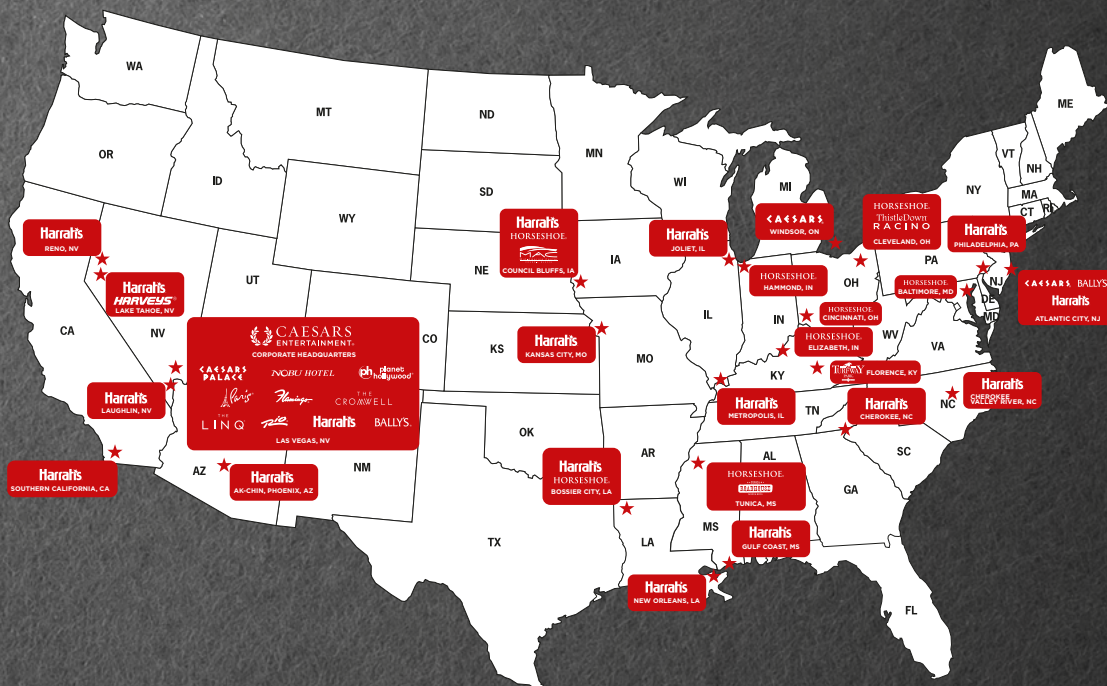 WA
MT
ND
MN
ME
OR
ID
WY
SD
WI
MI
VT
NH
NY
MA
CT
RI
CAESARS
WINDSOR, ON
HORSESHOE
ThistleDown
RACINO
CLEVELAND, OH
Harrah's
PHILADELPHIA, PA
Harrah's
RENO, NV
Harrah's
HORSESHOE
MAC
COUNCIL BLUFFS, IA
Harrah's
JOLIET, IL
PA
NJ
Harrah's
HARVEYS
LAKE TAHOE, NV
UT
NE
IA
HORSESHOE
HAMMOND, IN
OH
HORSESHOE
BALTIMORE, MD
DE
MD
CAESARS BALLY'S
Harrah's
ATLANTIC CITY, NJ
CA
NV
CO
KS
MO
IL
IN
HORSESHOE
CINCINNATI, OH
WV
VA
CAESARS
ENTERTAINMENT
CORPORATE HEADQUARTERS
CAESARS
PALACE
NOBU HOTEL
ph planet
hollywood
Paris
Flamingo
THE
CROMWELL
THE
LINQ
Rio
Harrah's
BALLY'S
LAS VEGAS, NV
Harrah's
KANSAS CITY, MO
HORSESHOE
ELIZABETH, IN
KY
TURFWAY
PARK
FLORENCE, KY
Harrah's
LAUGHLIN, NV
Harrah's
METROPOLIS, IL
TN
Harrah's
CHEROKEE, NC
NC
Harrah's
CHEROKEE
VALLEY RIVER, NC
Harrah's
SOUTHERN CALIFORNIA, CA
AZ
Harrah's
AK-CHIN, PHOENIX, AZ
NM
OK
AR
Harrah's
HORSESHOE
BOSSIER CITY, LA
AL
SC
GA
HORSESHOE
ROADHOUSE
TUNICA, MS
TX
LA
MS
Harrah's
GULF COAST, MS
Harrah's
NEW ORLEANS, LA
FL